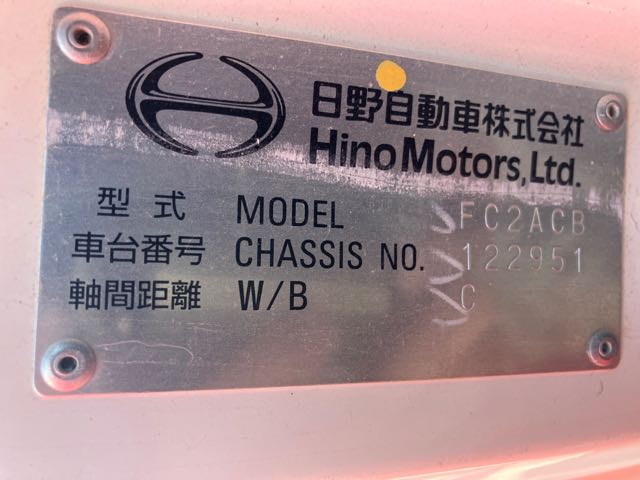 日野自動車株式会社
Hino Motors, Ltd.
型式 MODEL FC2ACB
車台番号 CHASSIS NO. 122951
軸間距離 W/B C